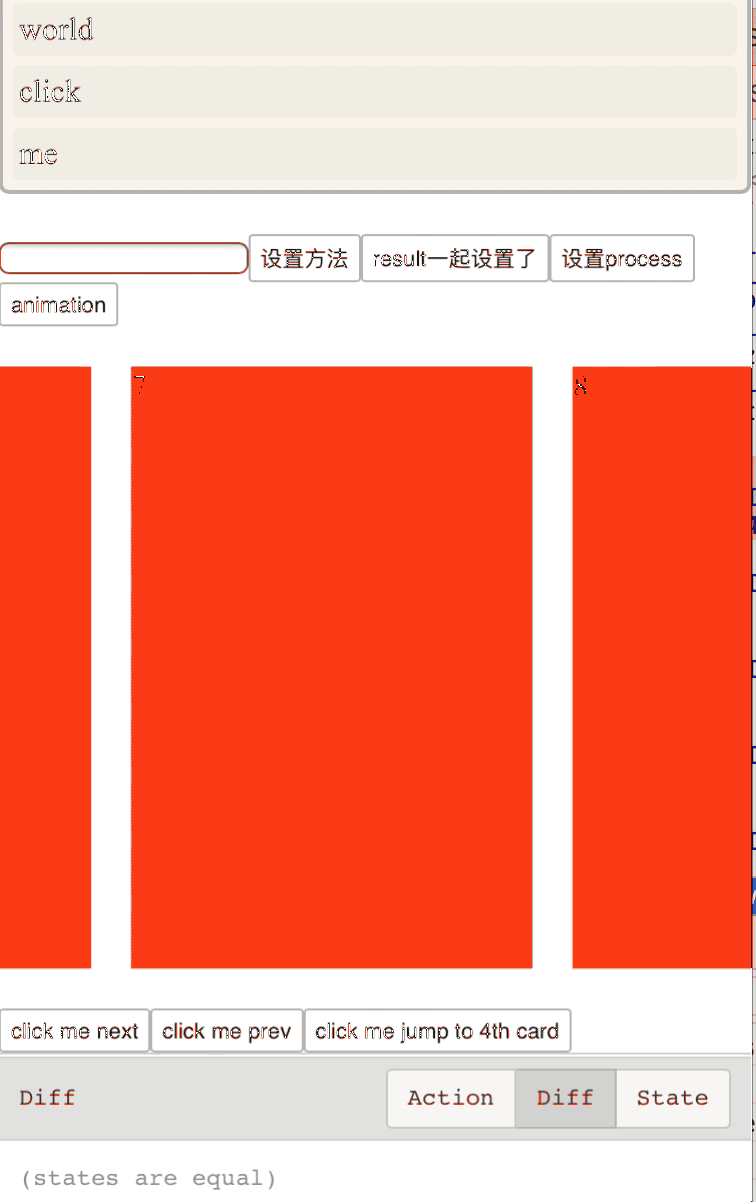 world
click
me
设置方法 result一起设置了 设置process
animation
7 8
click me next click me prev click me jump to 4th card
Diff Action Diff State
(states are equal)